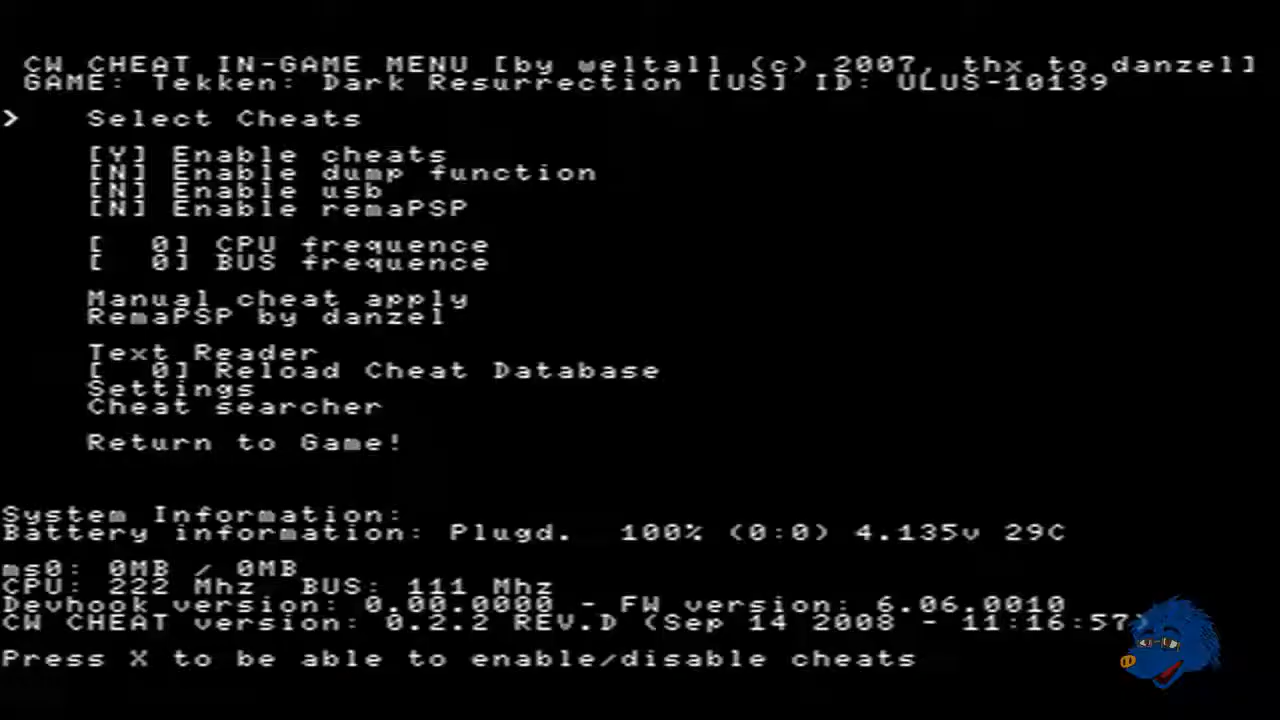 CW CHEAT IN-GAME MENU [by weltall (c) 2007, thx to danzel]
GAME: Tekken: Dark Resurrection [US] ID: ULUS-10139
> Select Cheats
[Y] Enable cheats
[N] Enable dump function
[N] Enable usb
[N] Enable remaPSP
[ 0] CPU frequence
[ 0] BUS frequence
Manual cheat apply
RemaPSP by danzel
Text Reader
[ 0] Reload Cheat Database
Settings
Cheat searcher
Return to Game!
System Information:
Battery information: Plugd. 100% (0:0) 4.135v 29C
ms0: 0MB / 0MB
CPU: 222 Mhz BUS: 111 Mhz
Devhook version: 0.00.0000 - FW version: 6.06.0010
CW CHEAT version: 0.2.2 REV.D (Sep 14 2008 - 11:16:57)
Press X to be able to enable/disable cheats